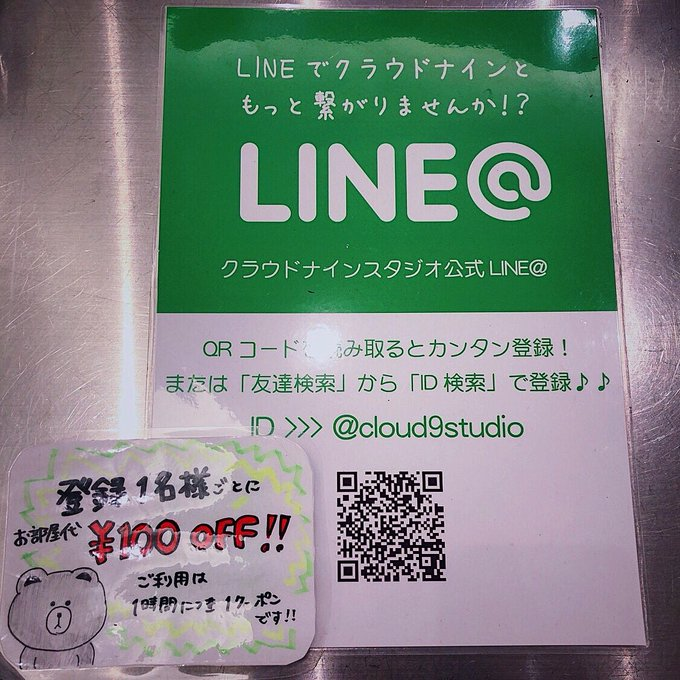 LINEでクラウドナインと
もっと繋がりませんか!?
LINE@
クラウドナインスタジオ公式LINE@
QRコードを読み取るとカンタン登録！
または「友達検索」から「ID検索」で登録♪♪
ID >>> @cloud9studio
登録1名様ごとに
お部屋代 ¥100 OFF!!
ご利用は
1時間につき1クーポン
です!!